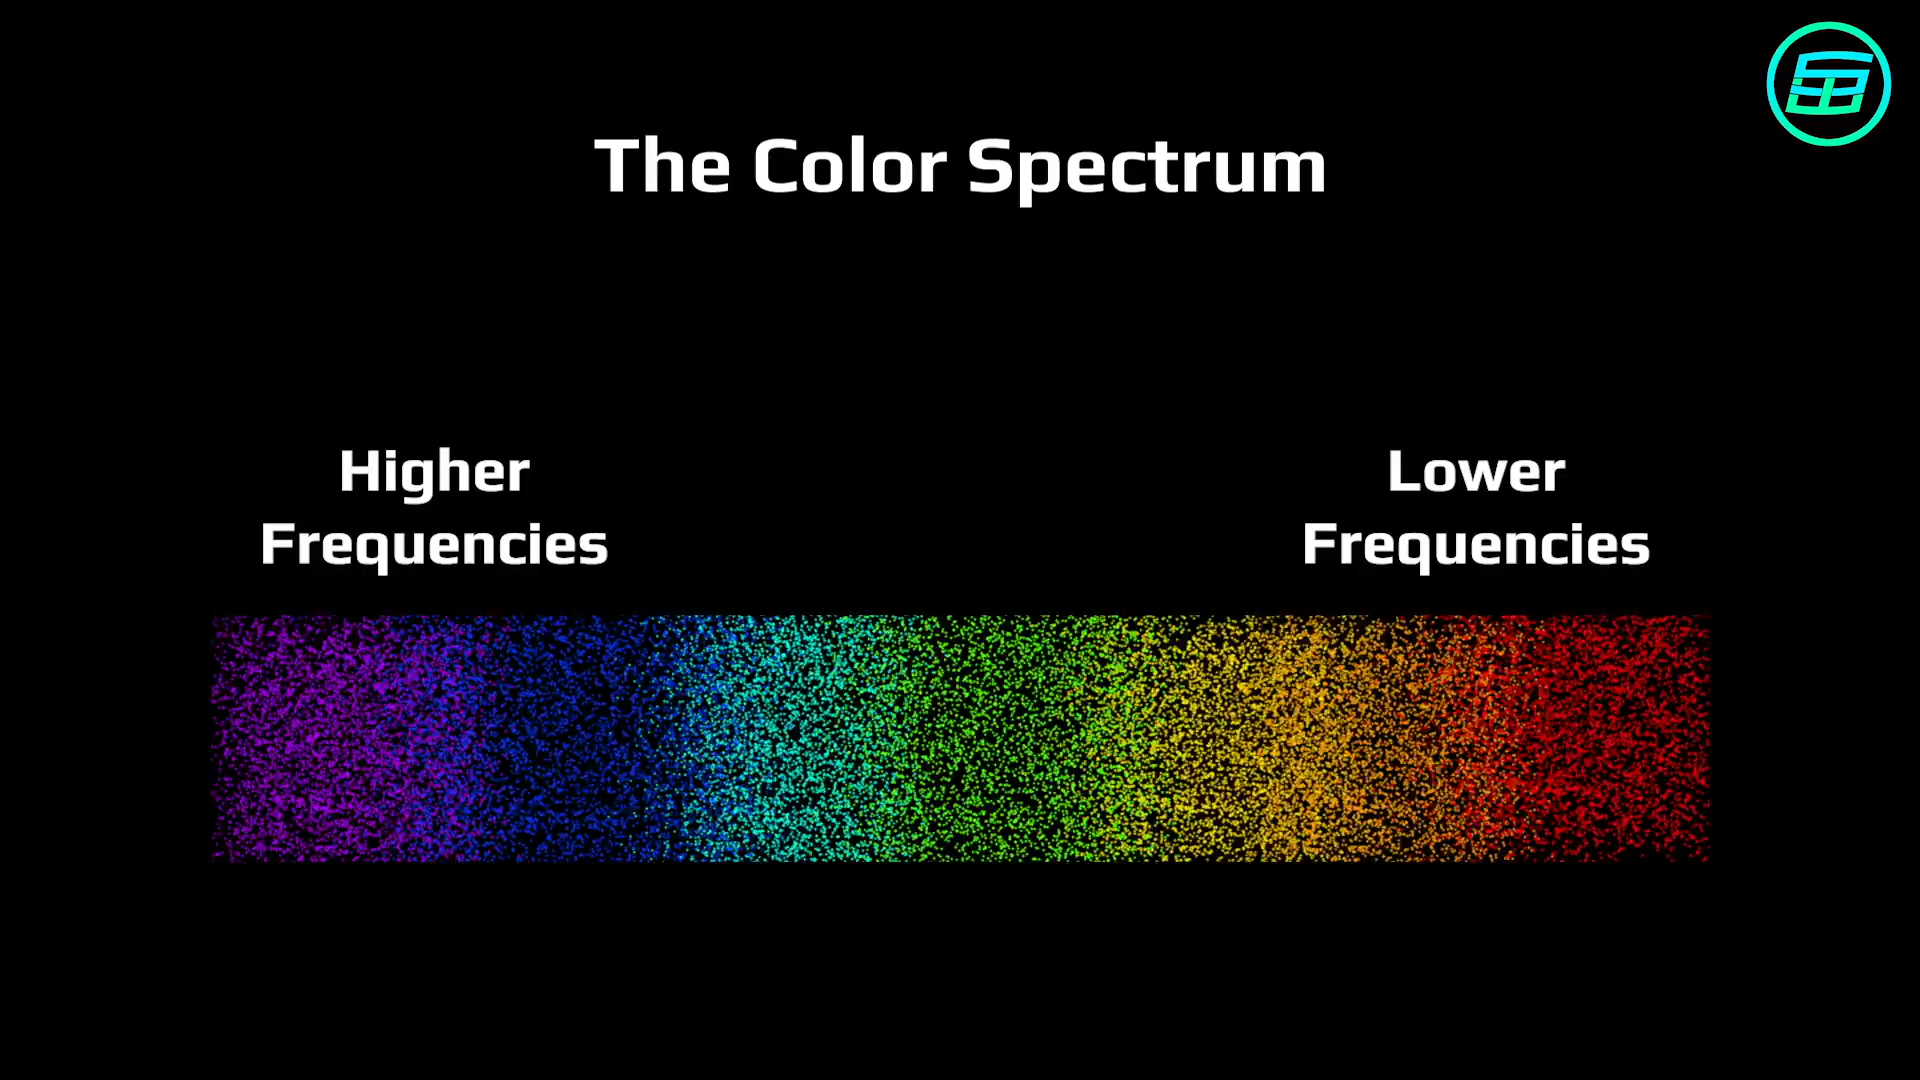 The Color Spectrum
Higher
Frequencies
Lower
Frequencies